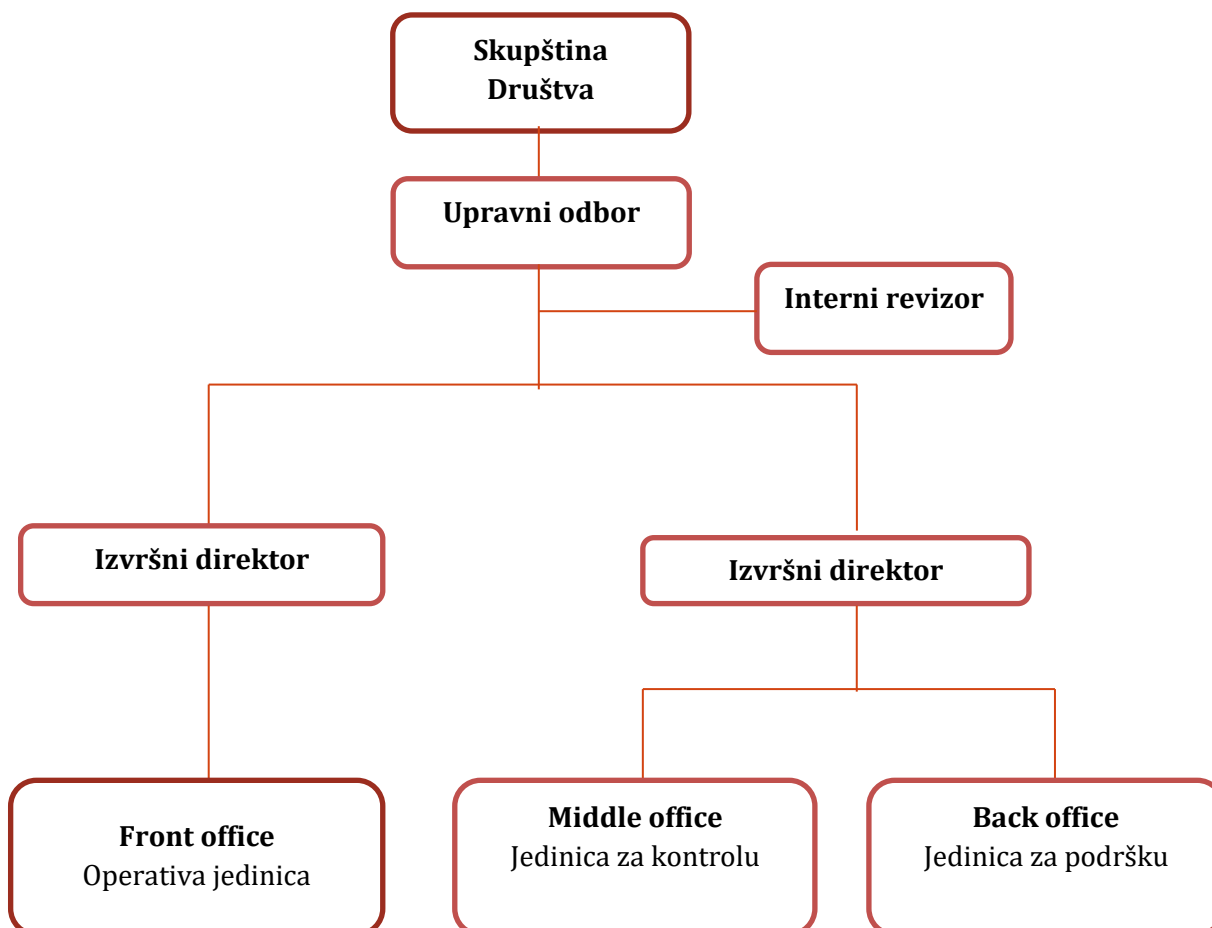 Skupština
Društva
Upravni odbor
Interni revizor
Izvršni direktor
Izvršni direktor
Front office
Operativa jedinica
Middle office
Jedinica za kontrolu
Back office
Jedinica za podršku